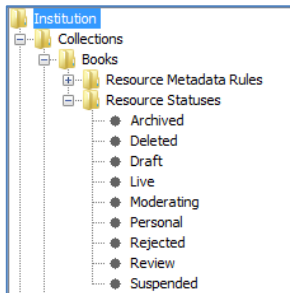 Institution
Collections
Books
Resource Metadata Rules
Resource Statuses
Archived
Deleted
Draft
Live
Moderating
Personal
Rejected
Review
Suspended